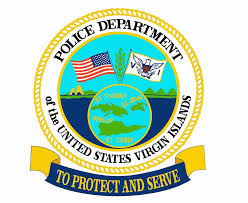 POLICE DEPARTMENT
of the UNITED STATES VIRGIN ISLANDS
TO PROTECT AND SERVE